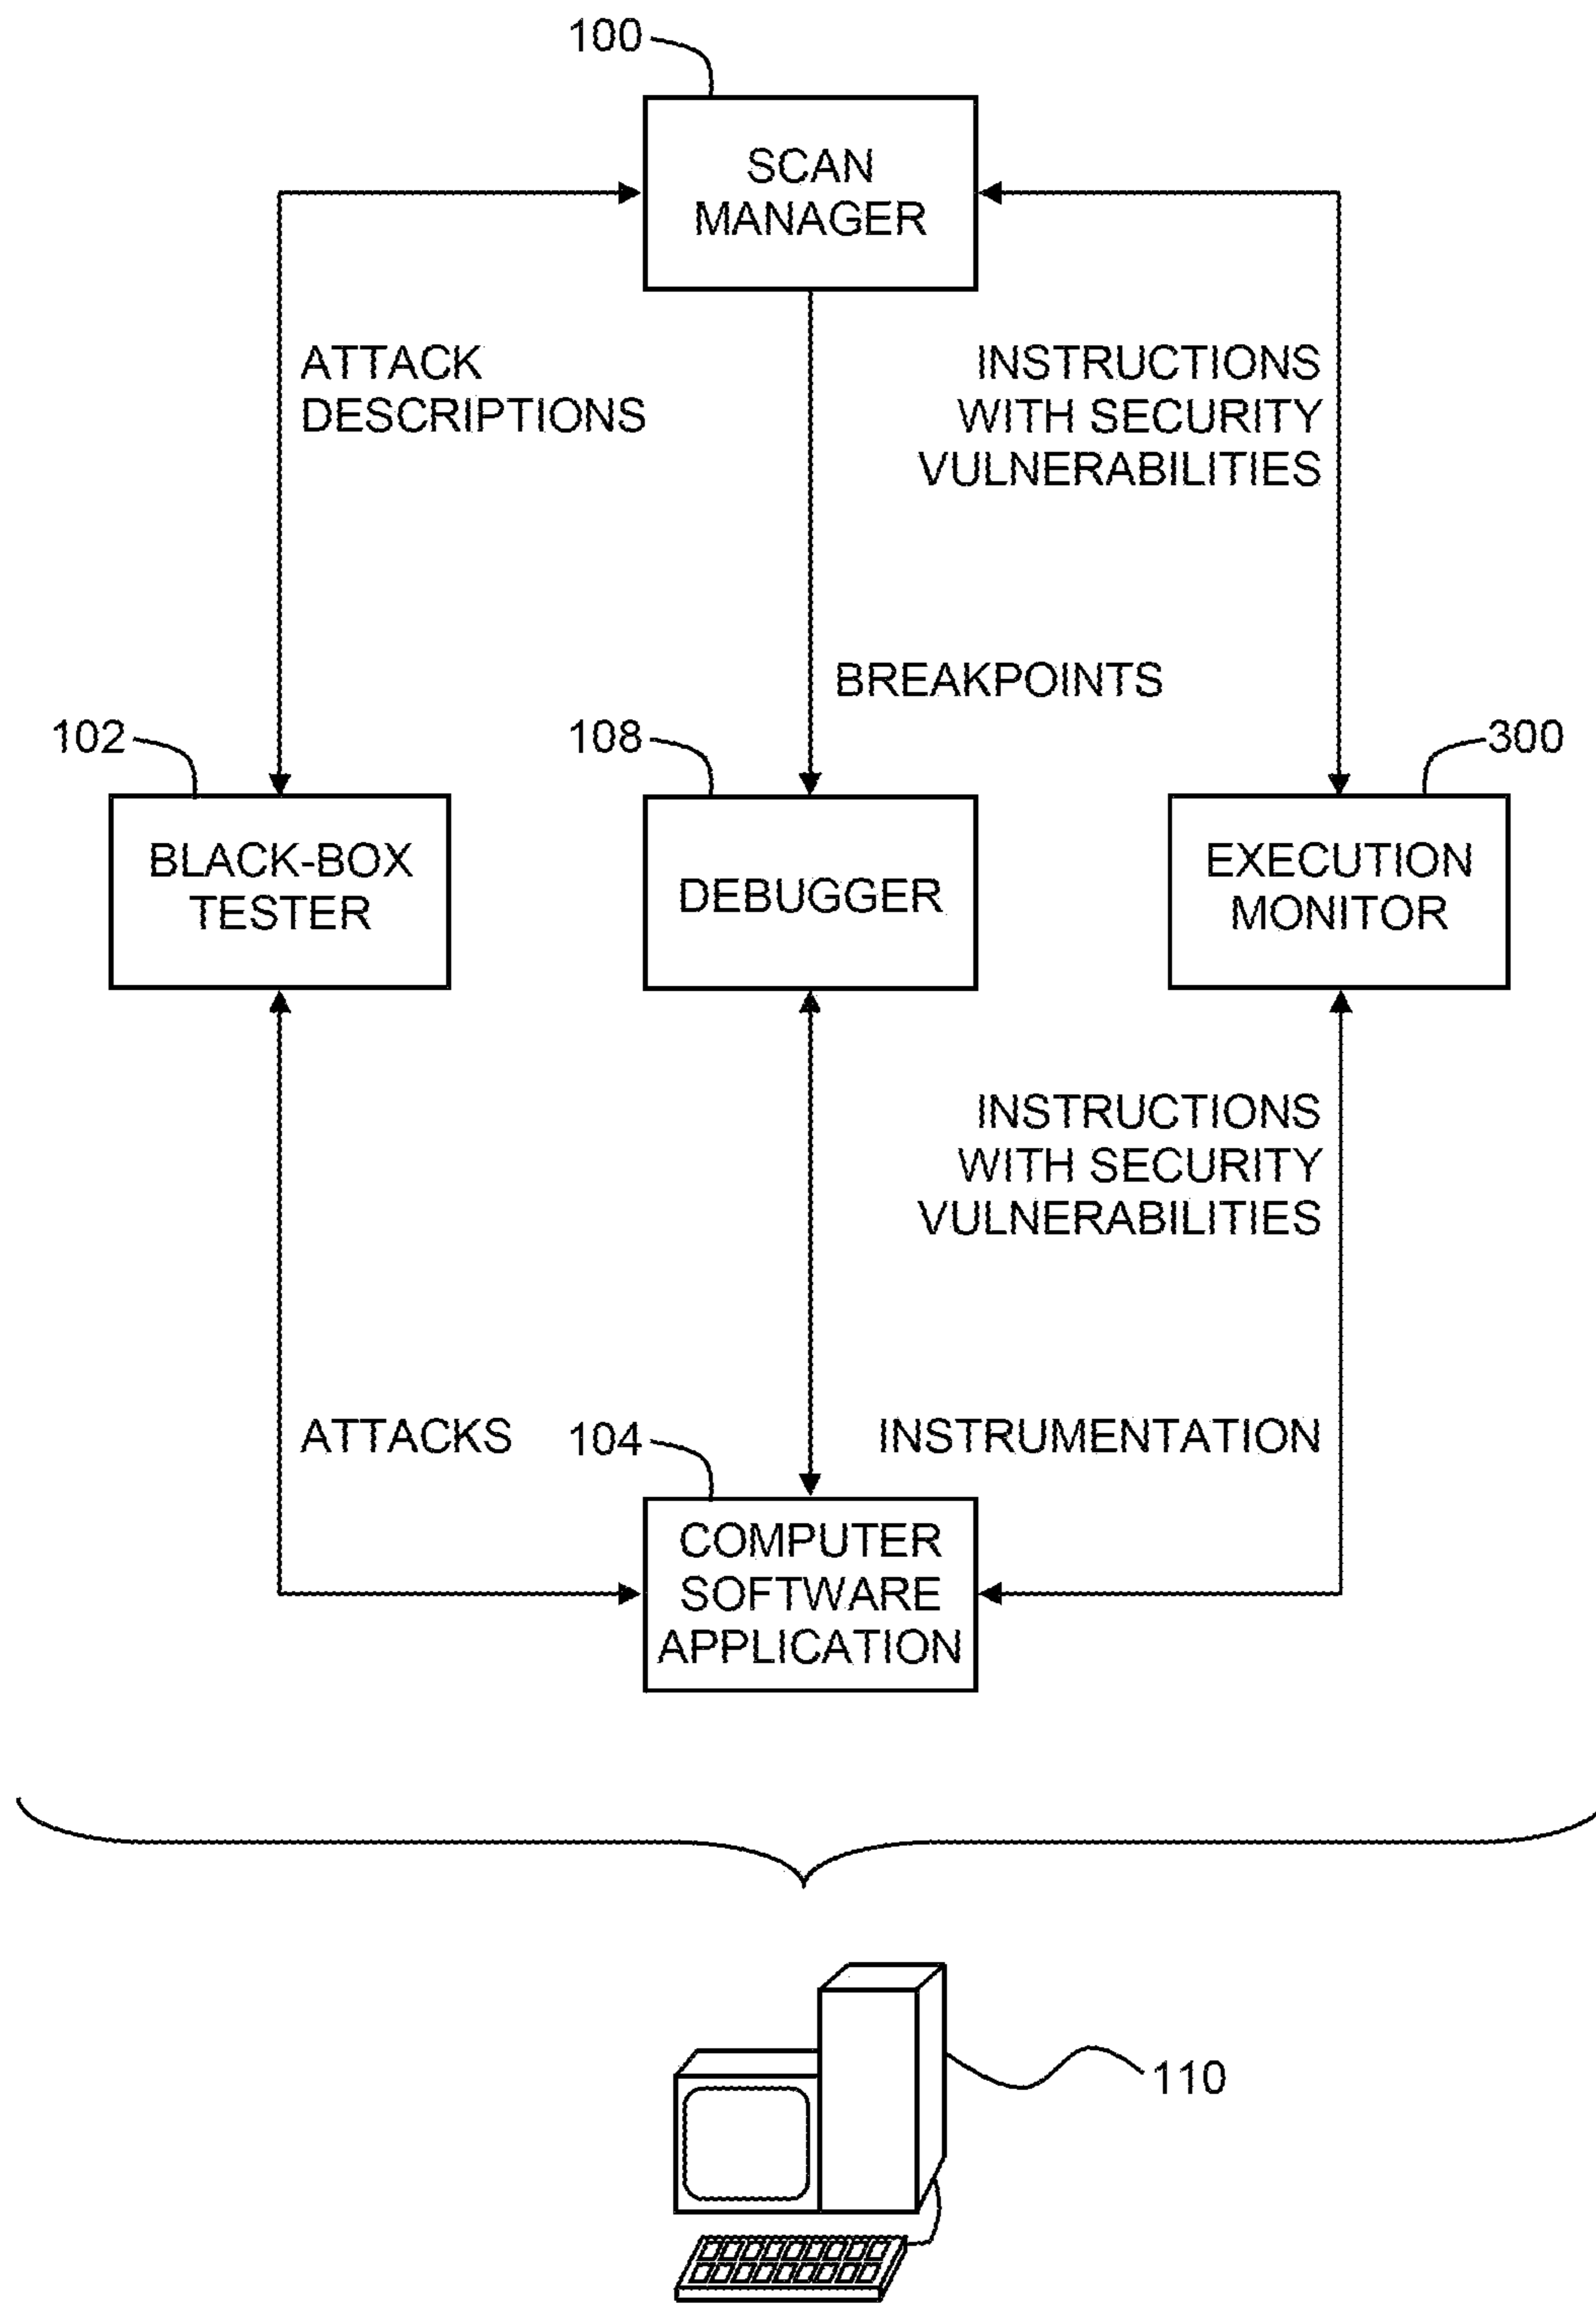 100
SCAN
MANAGER
ATTACK
DESCRIPTIONS
INSTRUCTIONS
WITH SECURITY
VULNERABILITIES
BREAKPOINTS
102
108
300
BLACK-BOX
TESTER
DEBUGGER
EXECUTION
MONITOR
INSTRUCTIONS
WITH SECURITY
VULNERABILITIES
ATTACKS
104
INSTRUMENTATION
COMPUTER
SOFTWARE
APPLICATION
110